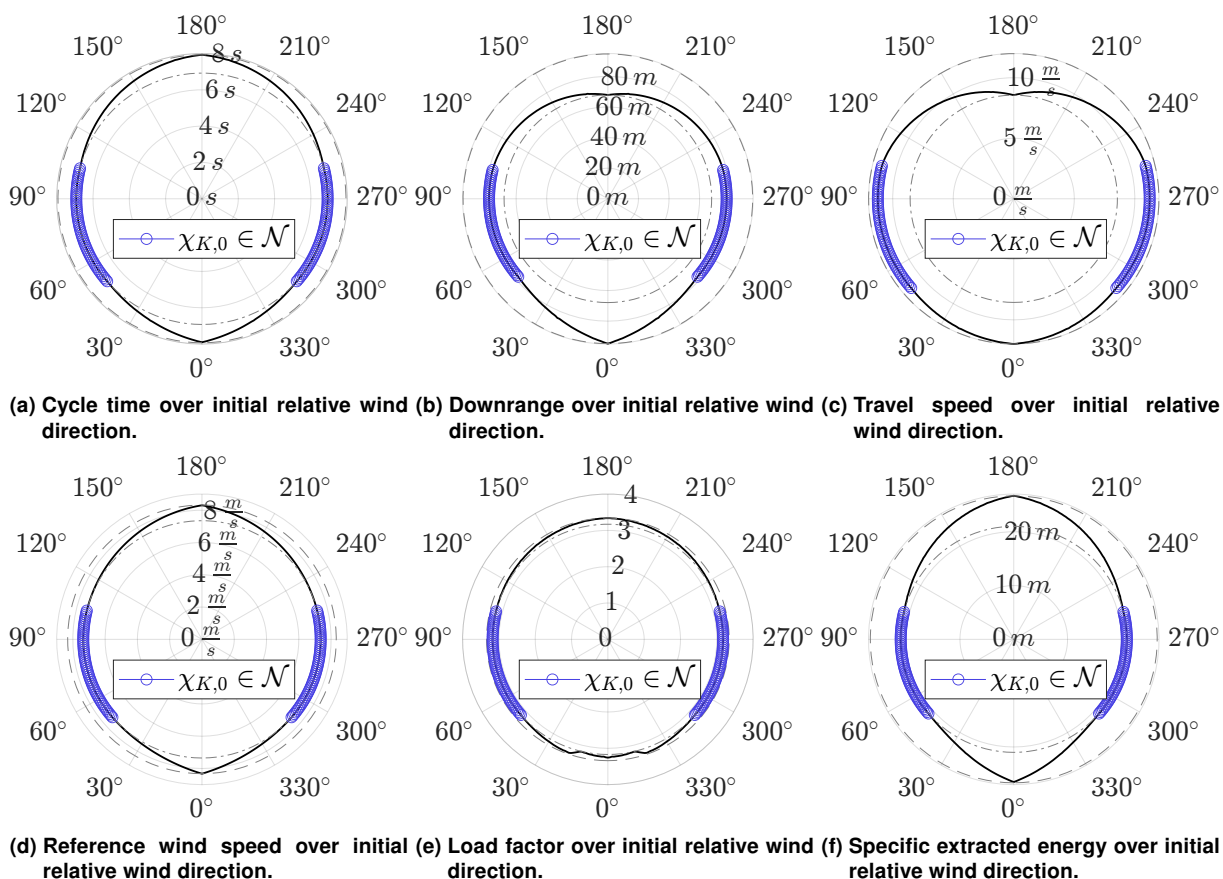 180° 180° 180°
150° 210° 150° 210° 150° 210°
8 s 80 m 10 m/s
120° 6 s 240° 120° 60 m 240° 120° 240°
4 s 40 m 5 m/s
2 s 20 m
90° 0 s 270° 90° 0 m 270° 90° 0 m/s 270°
χ_{K,0} ∈ 𝒩 χ_{K,0} ∈ 𝒩 χ_{K,0} ∈ 𝒩
60° 300° 60° 300° 60° 300°
30° 330° 30° 330° 30° 330°
0° 0° 0°
(a) Cycle time over initial relative wind direction.
(b) Downrange over initial relative wind direction.
(c) Travel speed over initial relative wind direction.
180° 180° 180°
150° 210° 150° 210° 150° 210°
8 m/s 4
120° 6 m/s 240° 120° 3 240° 120° 20 m 240°
4 m/s 2
2 m/s 1 10 m
90° 0 m/s 270° 90° 0 270° 90° 0 m 270°
χ_{K,0} ∈ 𝒩 χ_{K,0} ∈ 𝒩 χ_{K,0} ∈ 𝒩
60° 300° 60° 300° 60° 300°
30° 330° 30° 330° 30° 330°
0° 0° 0°
(d) Reference wind speed over initial relative wind direction.
(e) Load factor over initial relative wind direction.
(f) Specific extracted energy over initial relative wind direction.